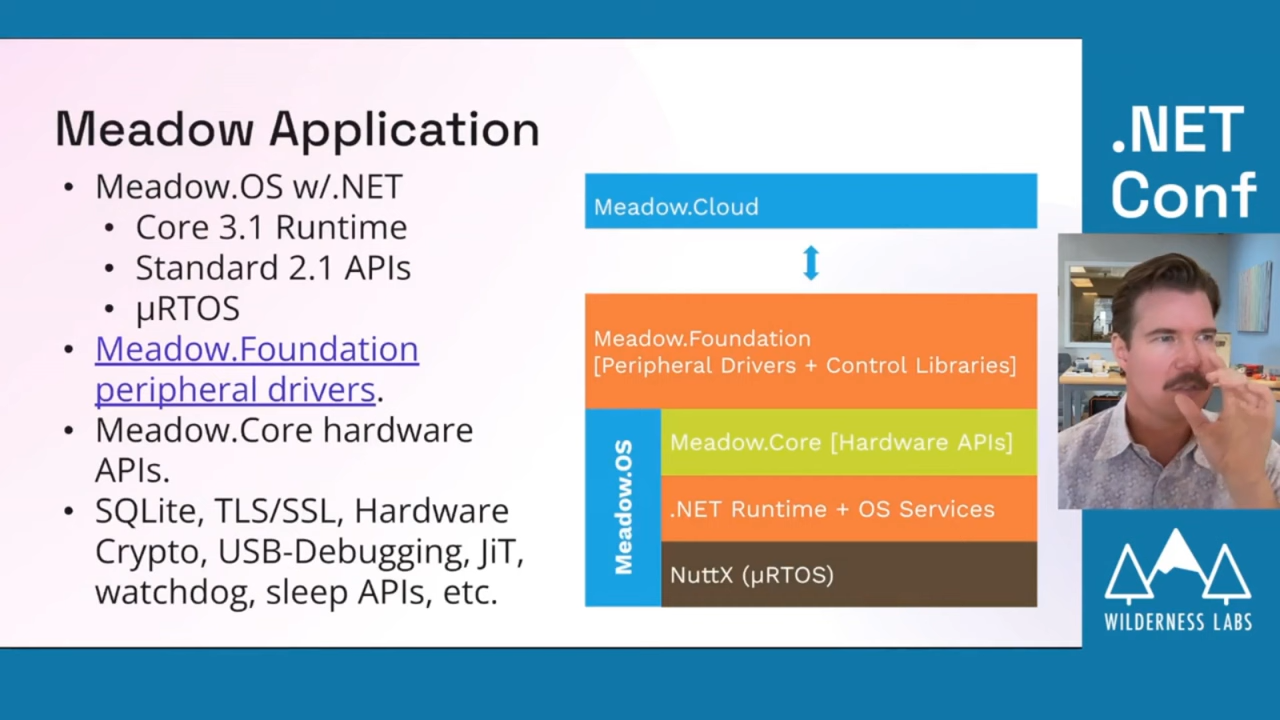 Meadow Application
• Meadow.OS w/.NET
• Core 3.1 Runtime
• Standard 2.1 APIs
• µRTOS
• Meadow.Foundation
peripheral drivers.
• Meadow.Core hardware
APIs.
• SQLite, TLS/SSL, Hardware
Crypto, USB-Debugging, JiT,
watchdog, sleep APIs, etc.
Meadow.Cloud
Meadow.Foundation
[Peripheral Drivers + Control Libraries]
Meadow.OS
Meadow.Core [Hardware APIs]
.NET Runtime + OS Services
NuttX (µRTOS)
.NET
Conf
WILDERNESS LABS